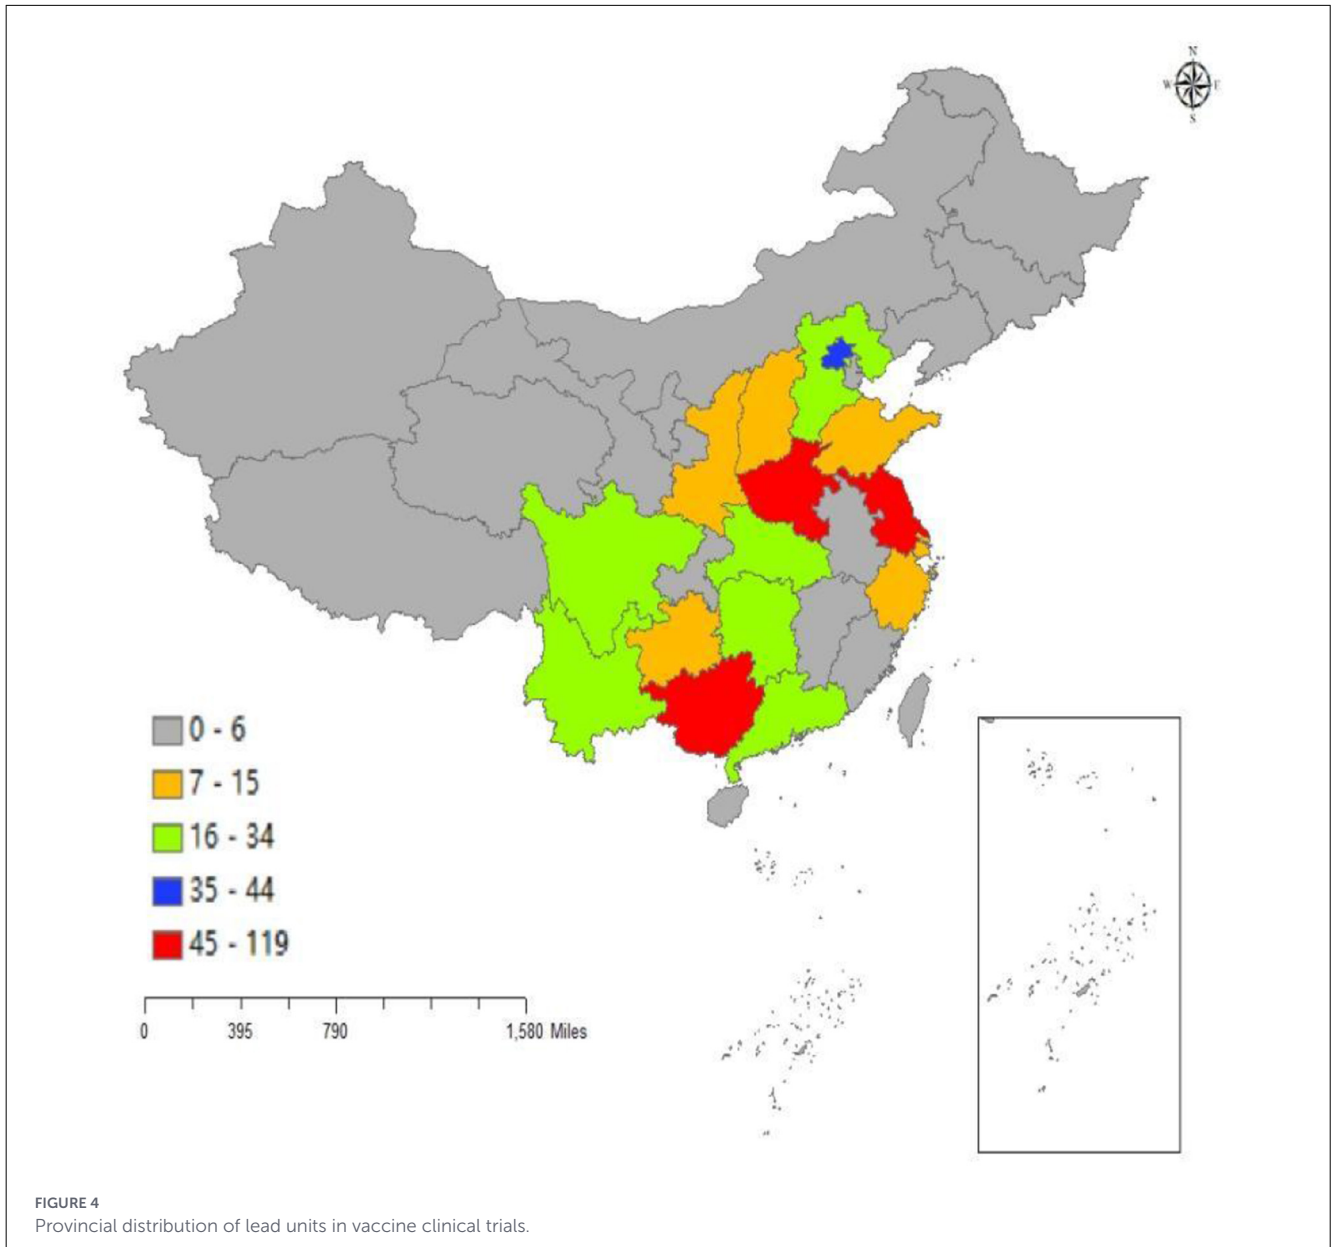 N
W E
S
0 - 6
7 - 15
16 - 34
35 - 44
45 - 119
0 395 790 1,580 Miles
FIGURE 4
Provincial distribution of lead units in vaccine clinical trials.